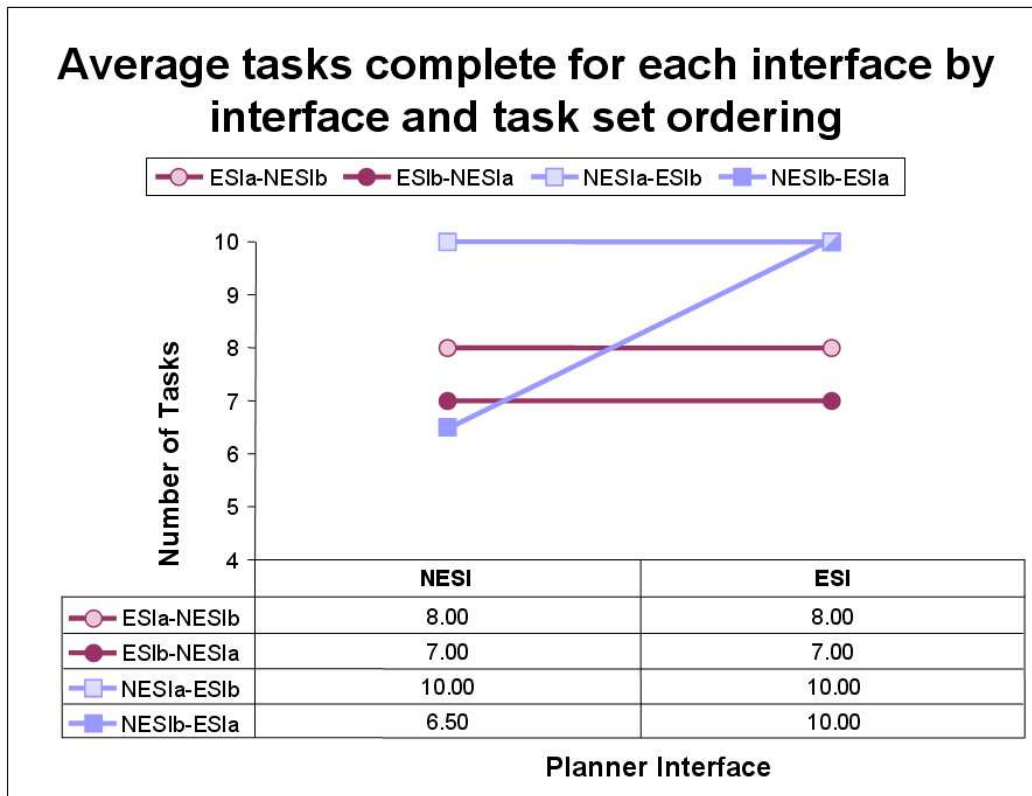 Average tasks complete for each interface by
interface and task set ordering
ESIa-NESIb ESIb-NESIa NESIa-ESIb NESIb-ESIa
10
9
8
7
6
5
4
Number of Tasks
NESI ESI
ESIa-NESIb 8.00 8.00
ESIb-NESIa 7.00 7.00
NESIa-ESIb 10.00 10.00
NESIb-ESIa 6.50 10.00
Planner Interface